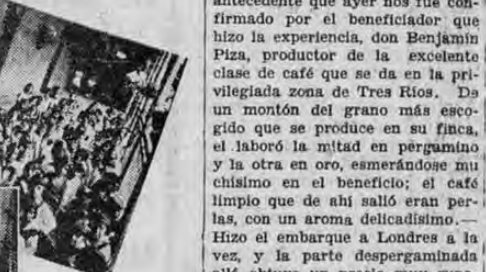 antecedente que ayer nos fue con-
firmado por el beneficiador que
hizo la experiencia, don Benjamín
Piza, productor de la excelente
clase de café que se da en la pri-
vilegiada zona de Tres Ríos. De
un montón del grano más esco-
gido que se produce en su finca,
el laboró la mitad en pergamino
y la otra en oro, esmerándose mu
chísimo en el beneficio; el café
limpio que de ahí salió eran per-
las, con un aroma delicadísimo.—
Hizo el embarque a Londres a la
vez, y la parte despergaminada